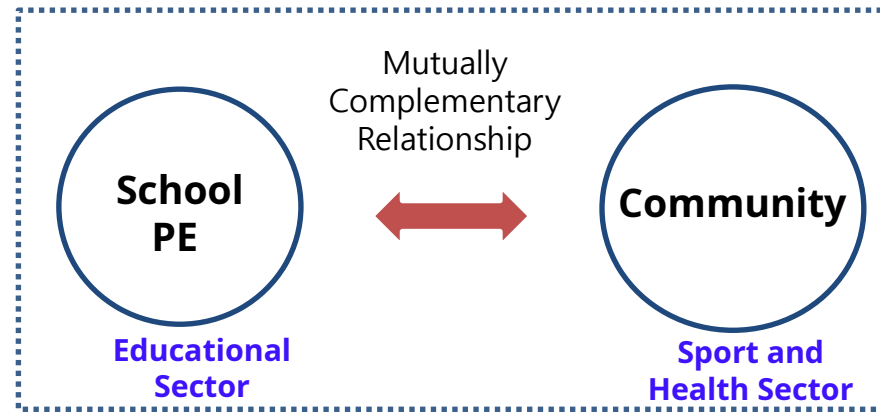 Mutually
Complementary
Relationship
School
PE
Community
Educational
Sector
Sport and
Health Sector